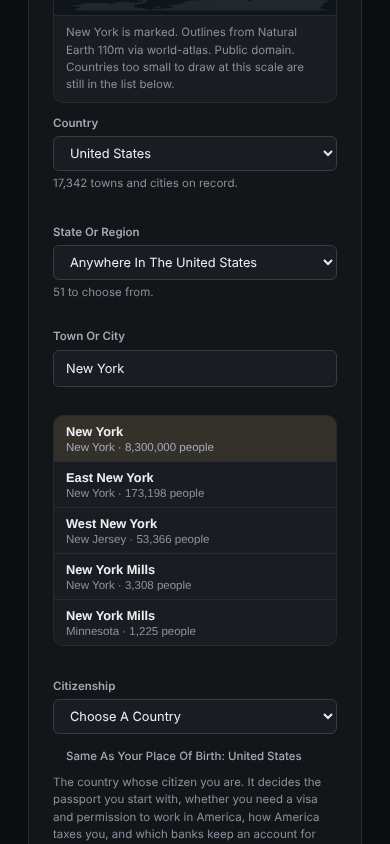 New York is marked. Outlines from Natural
Earth 110m via world-atlas. Public domain.
Countries too small to draw at this scale are
still in the list below.
Country
United States
17,342 towns and cities on record.
State Or Region
Anywhere In The United States
51 to choose from.
Town Or City
New York
New York
New York · 8,300,000 people
East New York
New York · 173,198 people
West New York
New Jersey · 53,366 people
New York Mills
New York · 3,308 people
New York Mills
Minnesota · 1,225 people
Citizenship
Choose A Country
Same As Your Place Of Birth: United States
The country whose citizen you are. It decides the
passport you start with, whether you need a visa
and permission to work in America, how America
taxes you, and which banks keep an account for